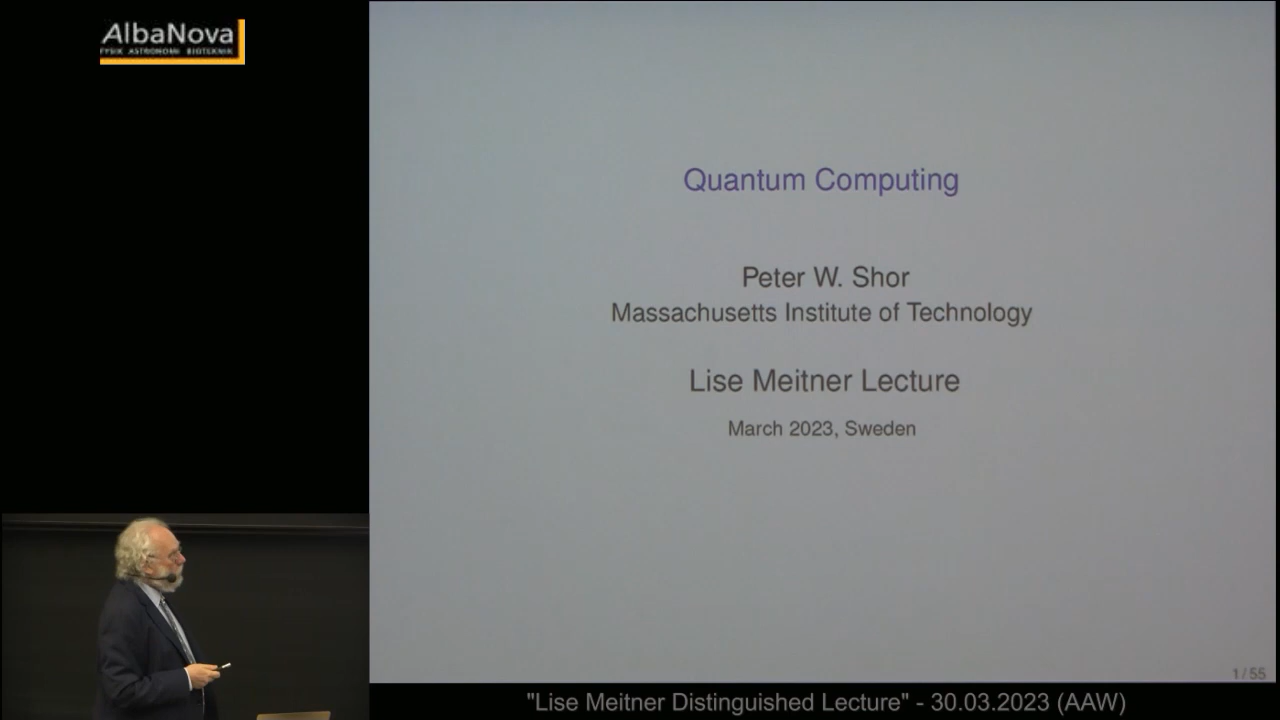 AlbaNova
FYSIK ASTRONOMI BIOTEKNIK
Quantum Computing
Peter W. Shor
Massachusetts Institute of Technology
Lise Meitner Lecture
March 2023, Sweden
1 / 55
"Lise Meitner Distinguished Lecture" - 30.03.2023 (AAW)